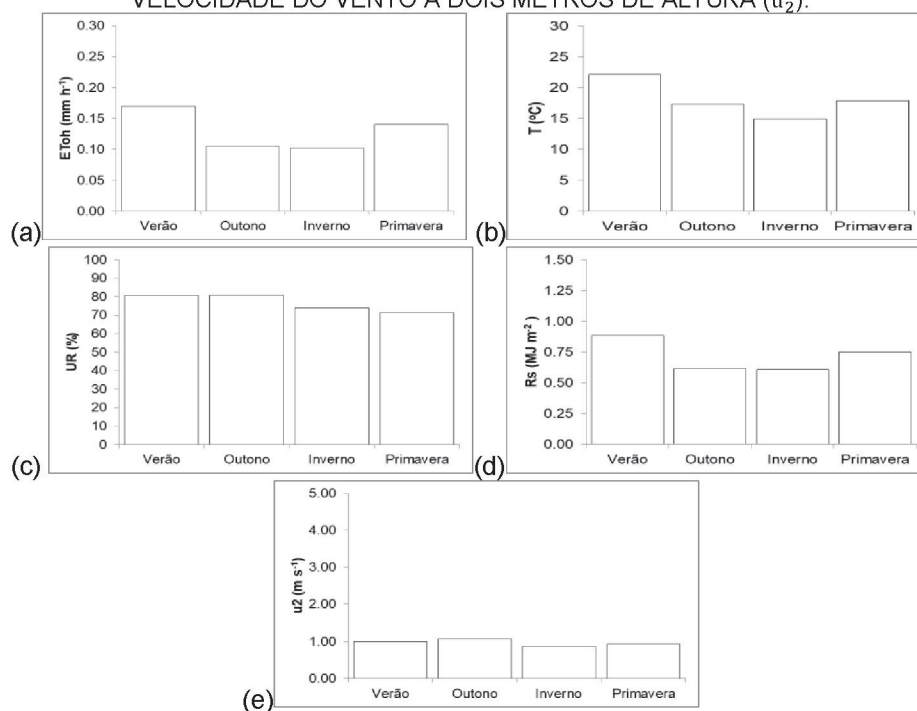 VELOCIDADE DO VENTO A DOIS METROS DE ALTURA (u₂).
0.30
0.25
0.20
0.15
0.10
0.05
0.00
EToh (mm h⁻¹)
Verão Outono Inverno Primavera
(a)
30
25
20
15
10
5
0
T (ºC)
Verão Outono Inverno Primavera
(b)
100
90
80
70
60
50
40
30
20
10
0
UR (%)
Verão Outono Inverno Primavera
(c)
1.50
1.25
1.00
0.75
0.50
0.25
0.00
Rs (MJ m⁻²)
Verão Outono Inverno Primavera
(d)
5.00
4.00
3.00
2.00
1.00
0.00
u2 (m s⁻¹)
Verão Outono Inverno Primavera
(e)